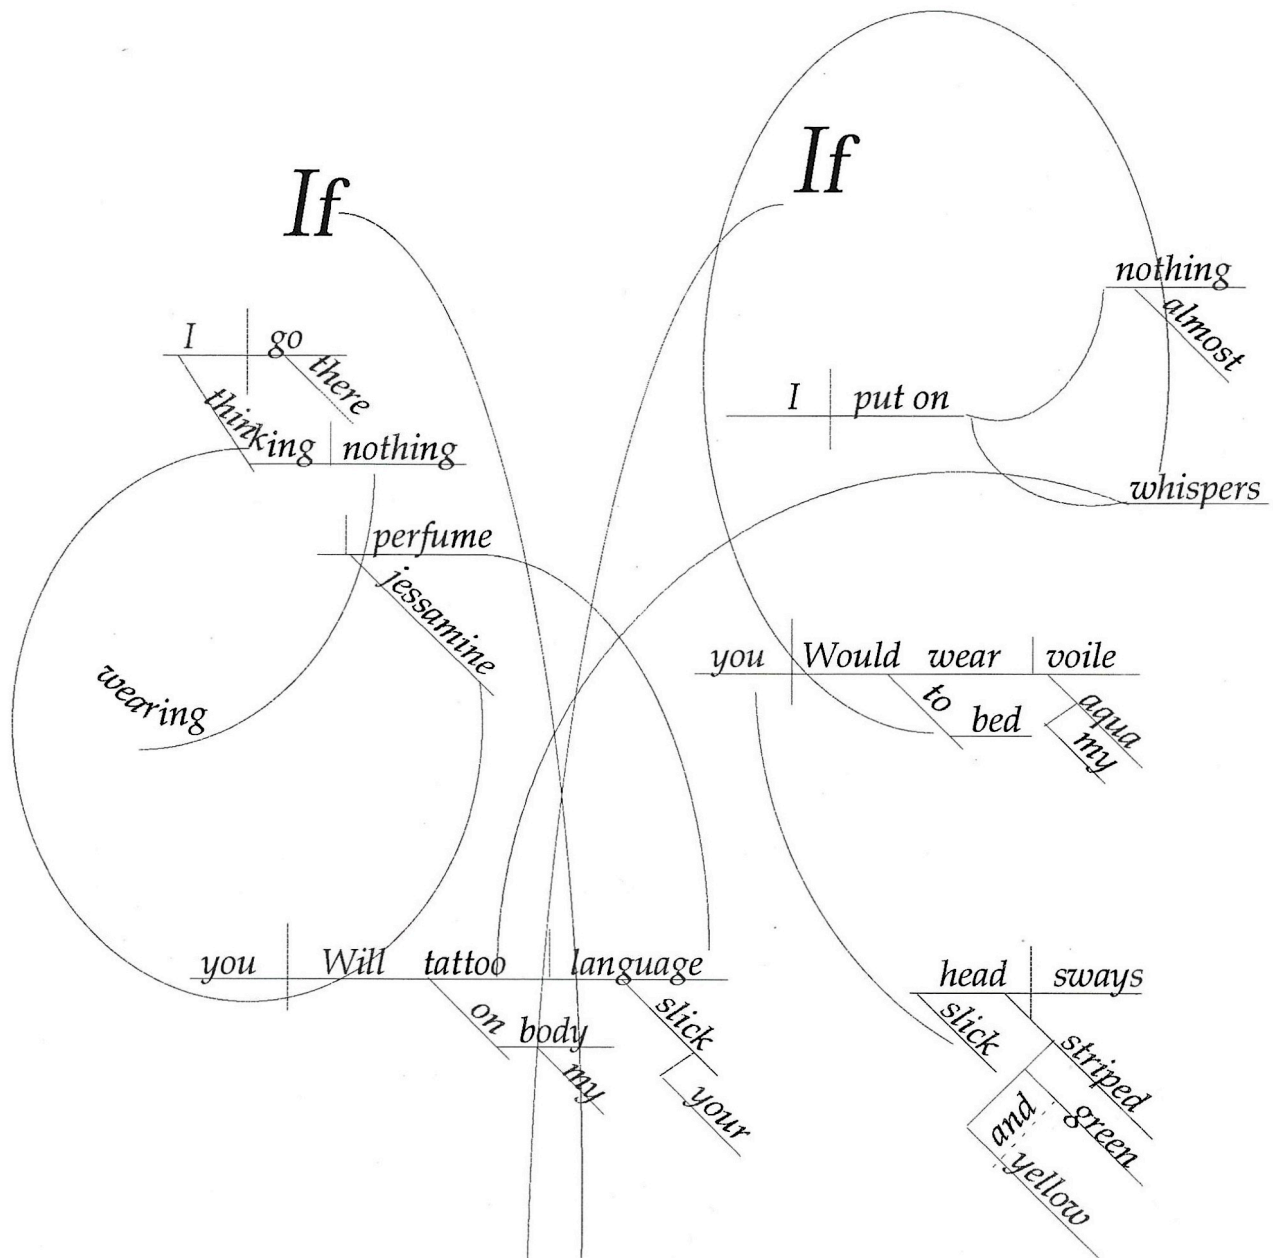 If
I go
there
thinking nothing
perfume
jessamine
wearing
you Will tattoo language
on body
my
slick
your
If
nothing
almost
I put on
whispers
you Would wear voile
to bed
aqua
my
head sways
slick
striped
green
and
yellow